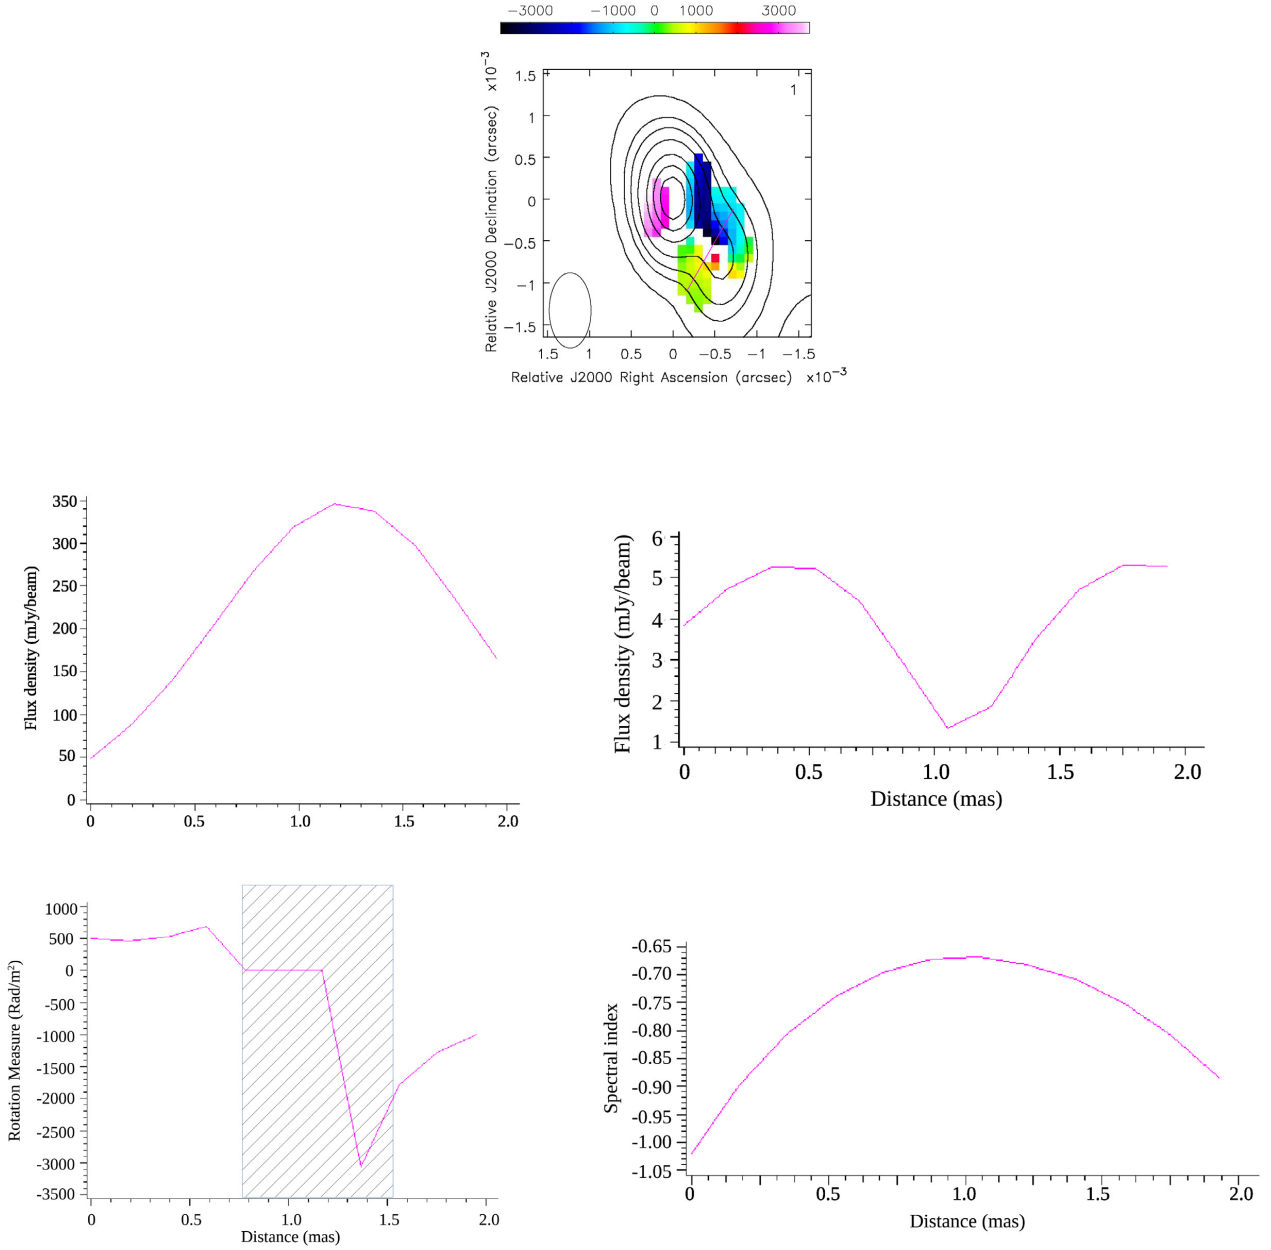 −3000 −1000 0 1000 3000
Relative J2000 Declination (arcsec) x10⁻³
1
1.5
1
0.5
0
−0.5
−1
−1.5
1.5 1 0.5 0 −0.5 −1 −1.5
Relative J2000 Right Ascension (arcsec) x10⁻³
Flux density (mJy/beam)
350
300
250
200
150
100
50
0
0 0.5 1.0 1.5 2.0
Flux density (mJy/beam)
6
5
4
3
2
1
0 0.5 1.0 1.5 2.0
Distance (mas)
Rotation Measure (Rad/m²)
1000
500
0
-500
-1000
-1500
-2000
-2500
-3000
-3500
0 0.5 1.0 1.5 2.0
Distance (mas)
Spectral index
-0.65
-0.70
-0.75
-0.80
-0.85
-0.90
-0.95
-1.00
-1.05
0 0.5 1.0 1.5 2.0
Distance (mas)